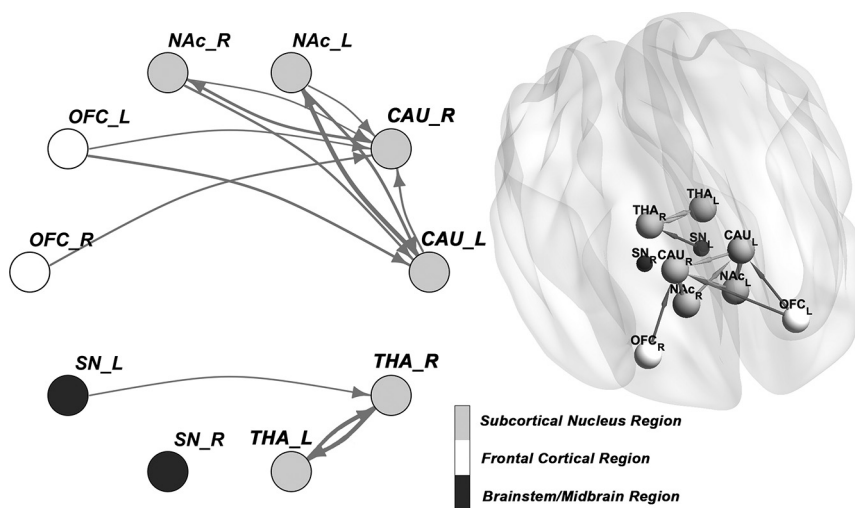 NAc_R
NAc_L
OFC_L
CAU_R
OFC_R
CAU_L
SN_L
THA_R
SN_R
THA_L
THA_L
THA_R
SN_L
CAU_L
SN_R
CAU_R
NAc_L
NAc_R
OFC_L
OFC_R
Subcortical Nucleus Region
Frontal Cortical Region
Brainstem/Midbrain Region